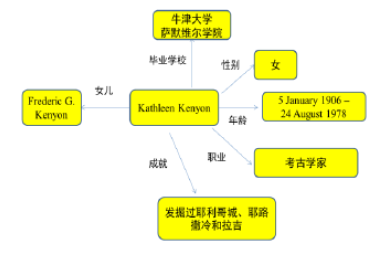 牛津大学
萨默维尔学院
毕业学校
性别
女
女儿
Frederic G.
Kenyon
Kathleen Kenyon
5 January 1906 –
24 August 1978
年龄
职业
成就
考古学家
发掘过耶利哥城、耶路
撒冷和拉吉